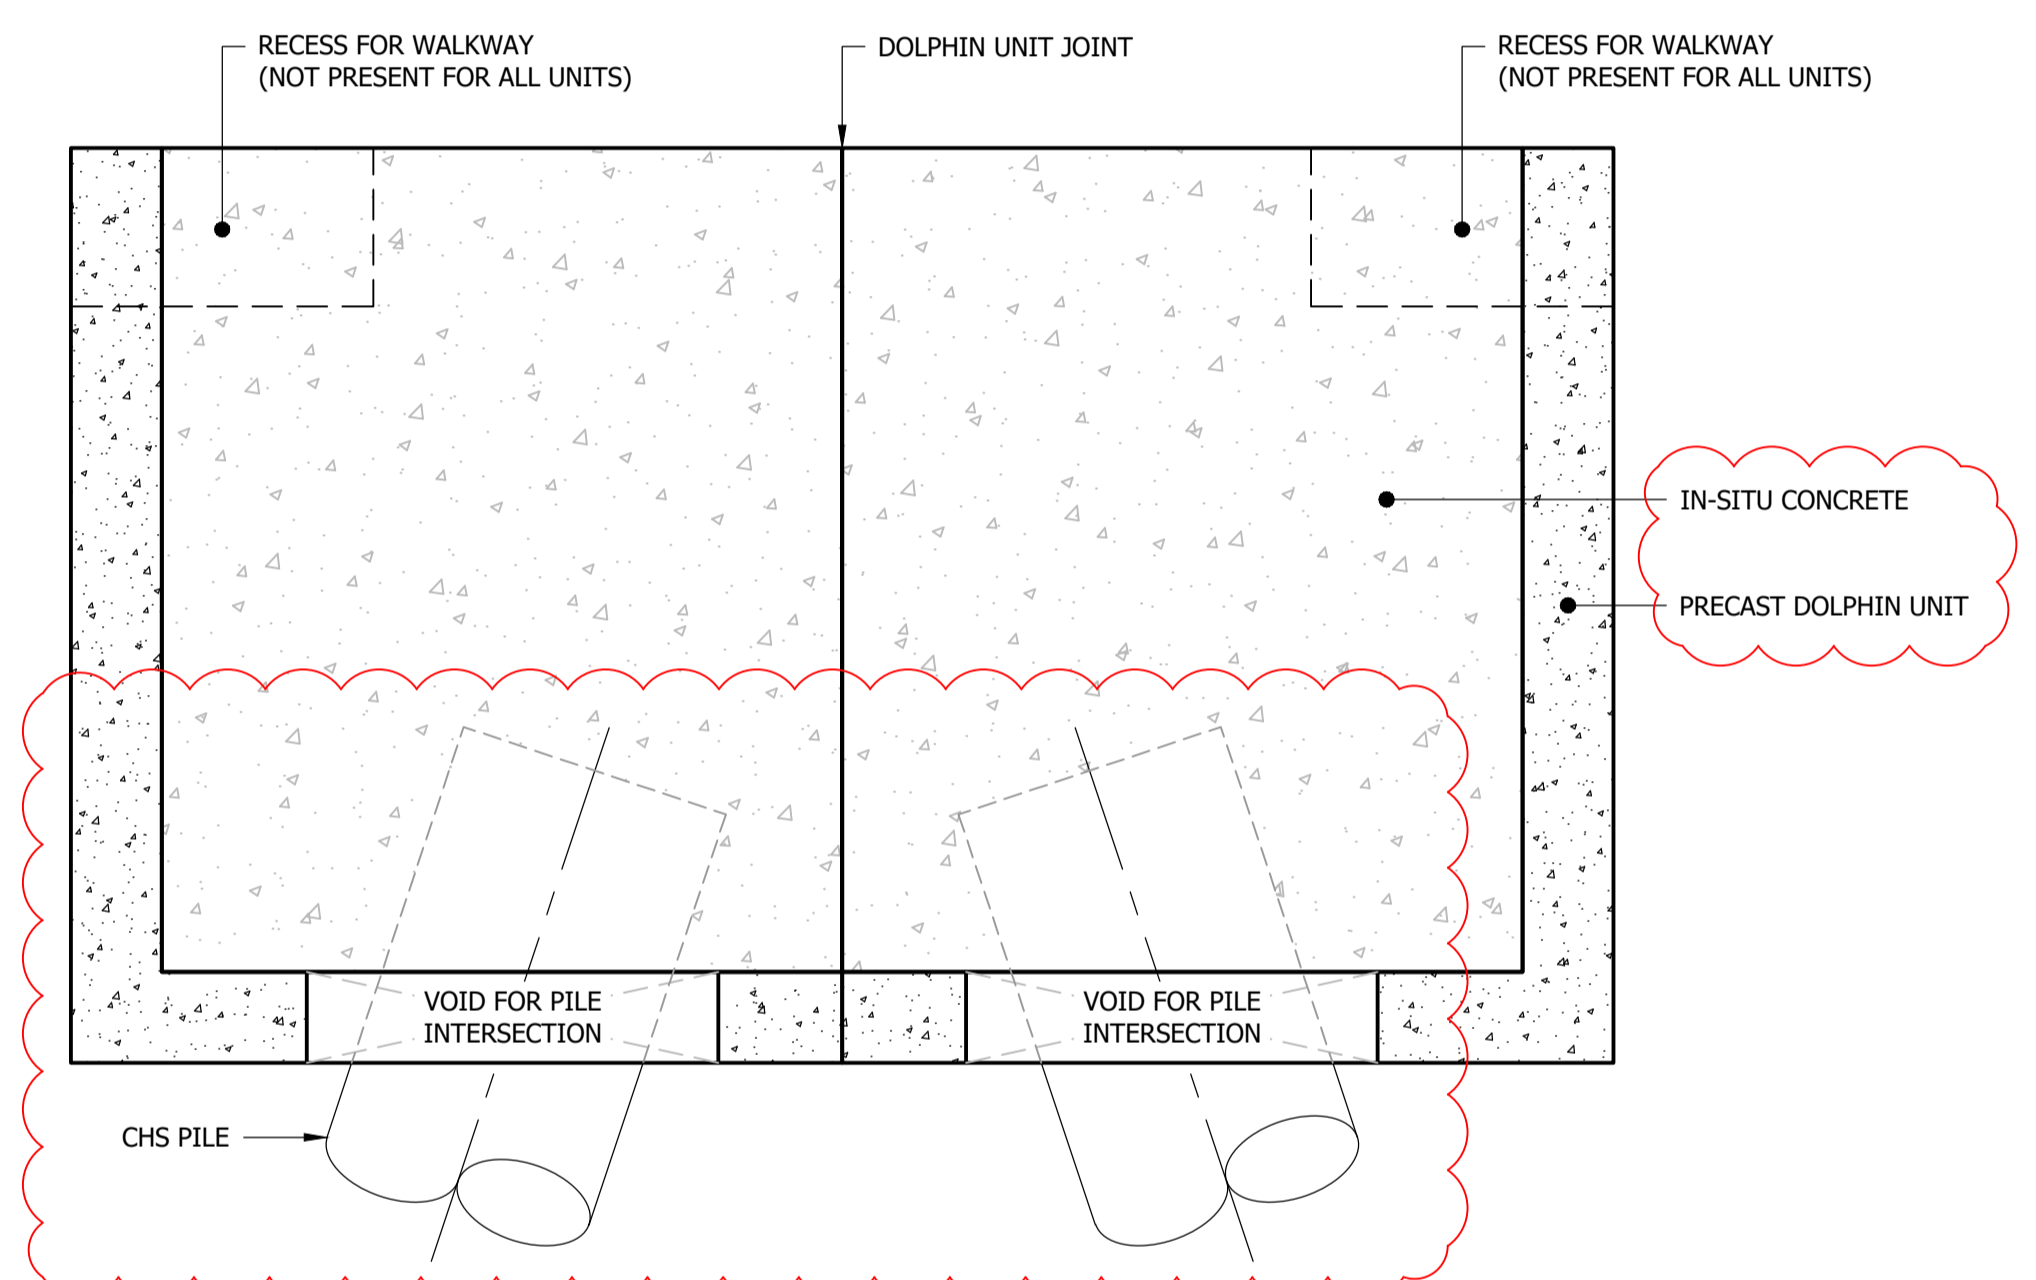 RECESS FOR WALKWAY
(NOT PRESENT FOR ALL UNITS)
DOLPHIN UNIT JOINT
RECESS FOR WALKWAY
(NOT PRESENT FOR ALL UNITS)
IN-SITU CONCRETE
PRECAST DOLPHIN UNIT
VOID FOR PILE
INTERSECTION
VOID FOR PILE
INTERSECTION
CHS PILE